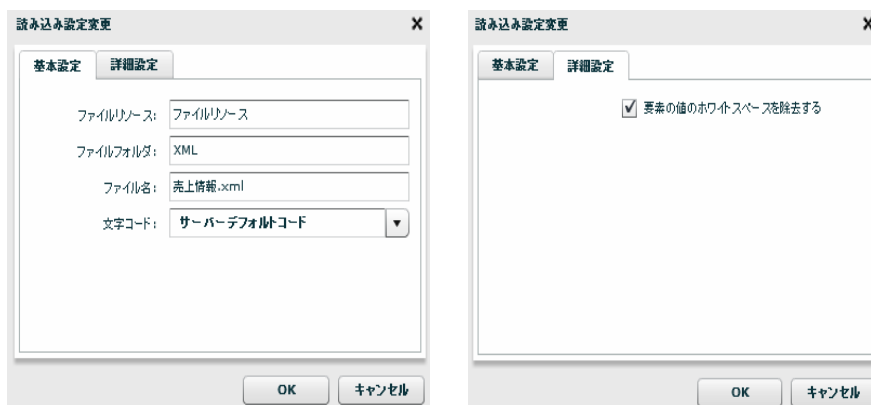 読み込み設定変更
基本設定 詳細設定
ファイルリソース: ファイルリソース
ファイルフォルダ: XML
ファイル名: 売上情報.xml
文字コード: サーバーデフォルトコード
OK キャンセル
読み込み設定変更
基本設定 詳細設定
要素の値のホワイトスペースを除去する
OK キャンセル